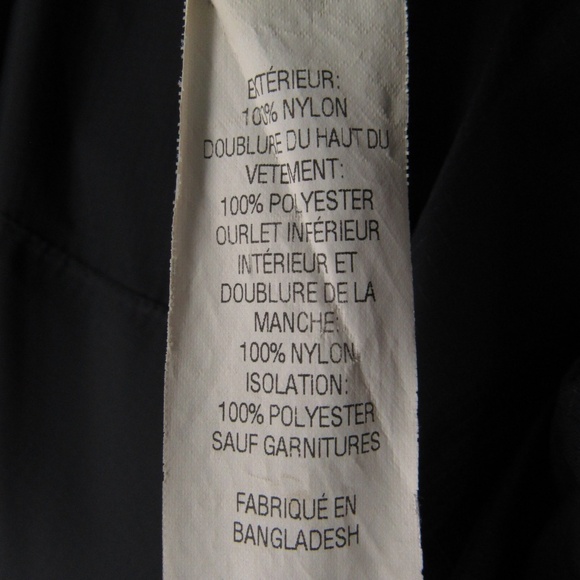 EXTÉRIEUR:
100% NYLON
DOUBLURE DU HAUT DU
VETEMENT:
100% POLYESTER
OURLET INFÉRIEUR
INTÉRIEUR ET
DOUBLURE DE LA
MANCHE:
100% NYLON
ISOLATION:
100% POLYESTER
SAUF GARNITURES
FABRIQUÉ EN
BANGLADESH